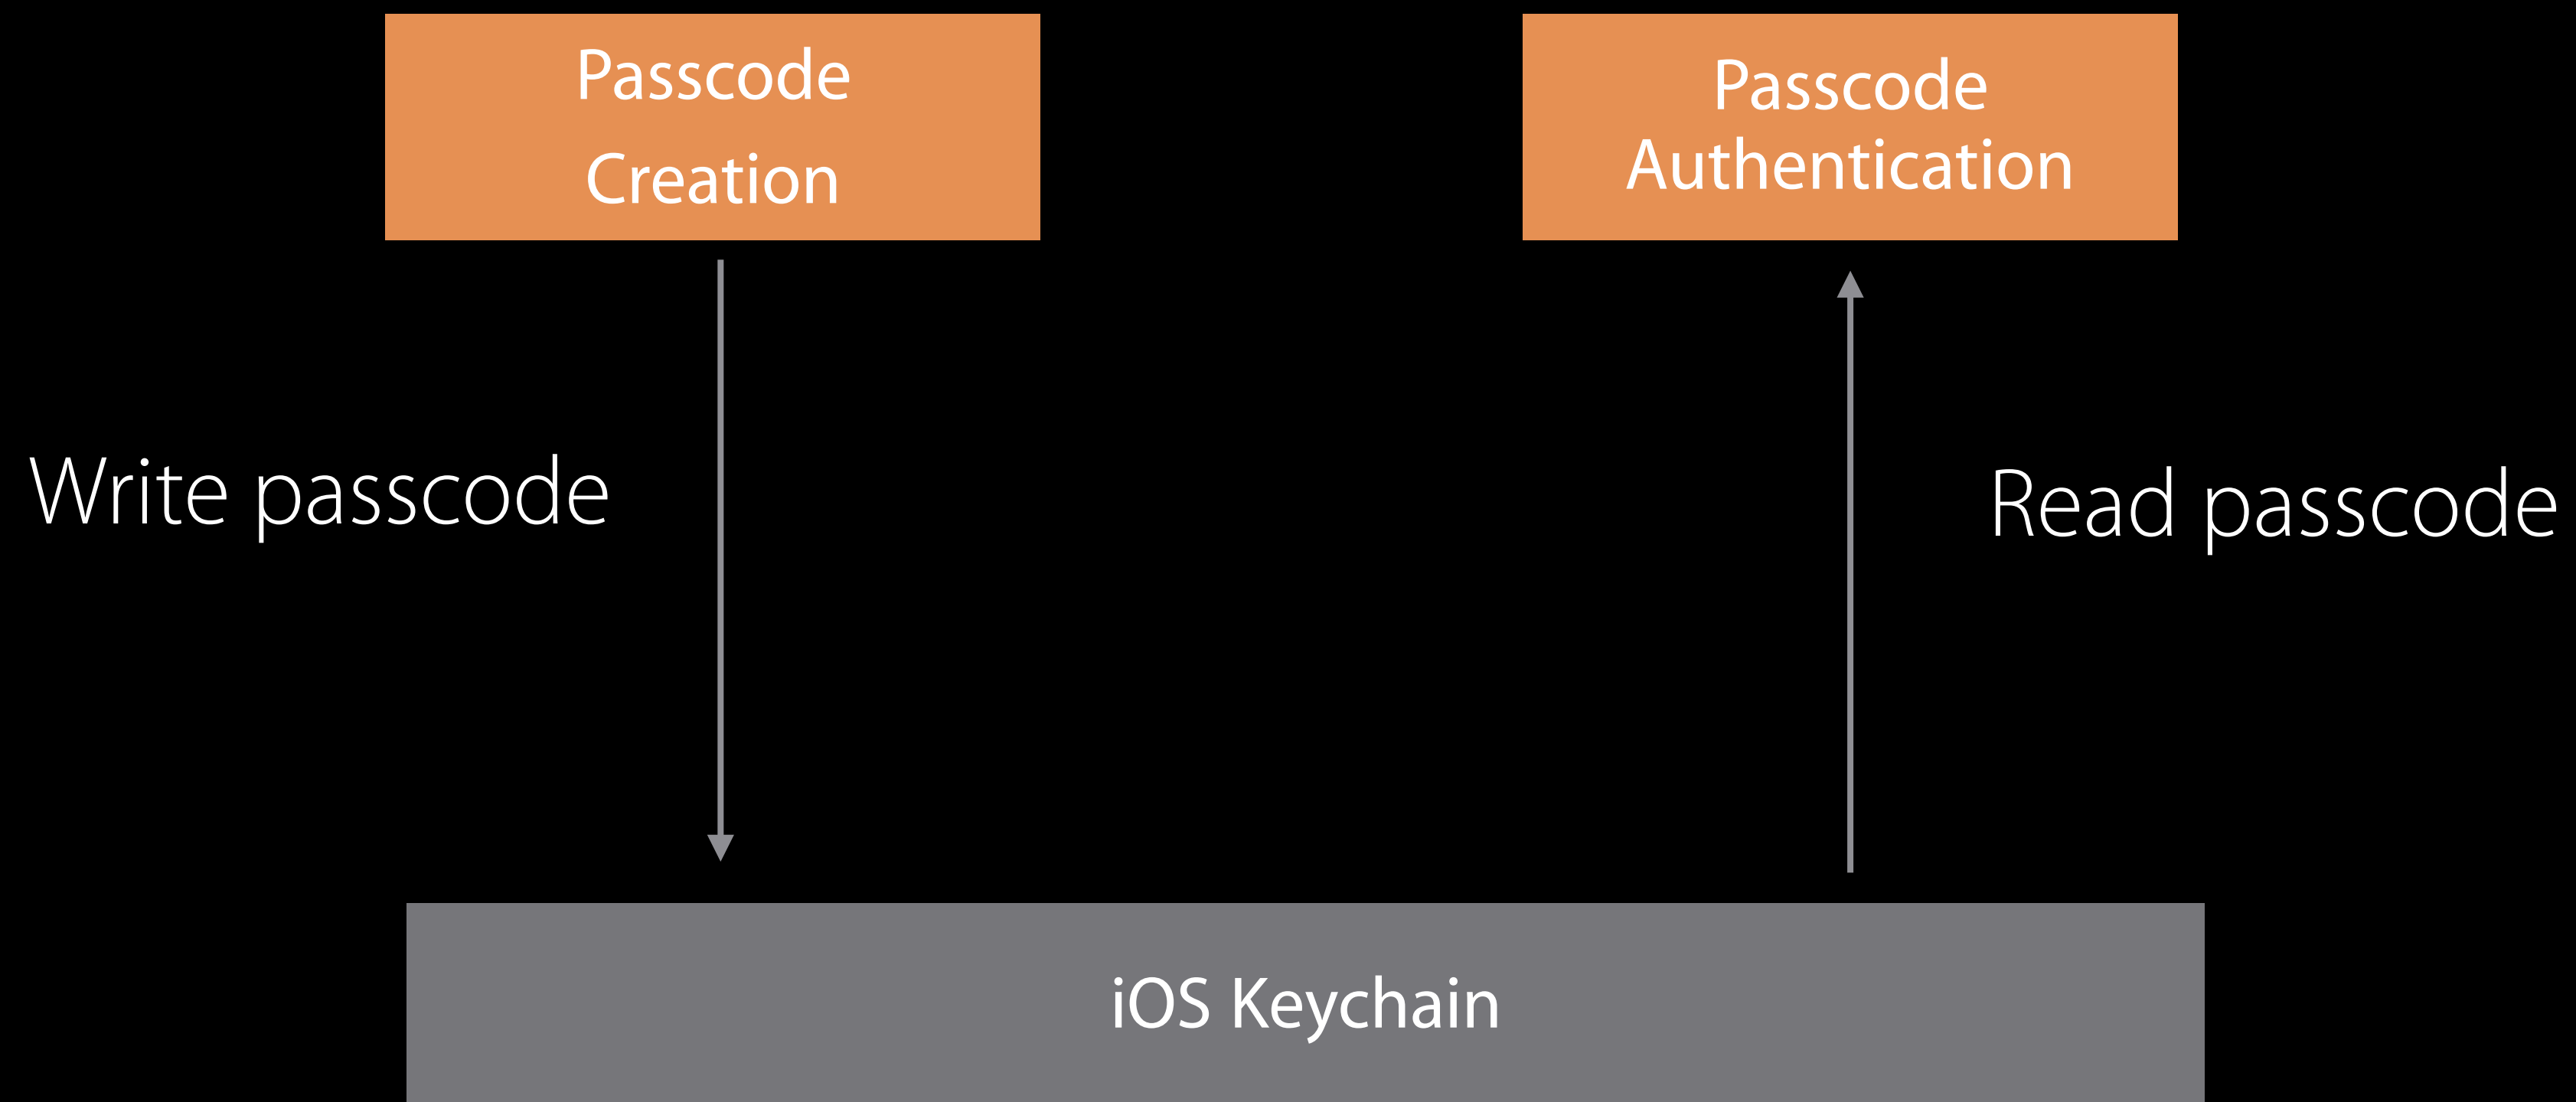 Passcode
Creation
Passcode
Authentication
Write passcode
Read passcode
iOS Keychain